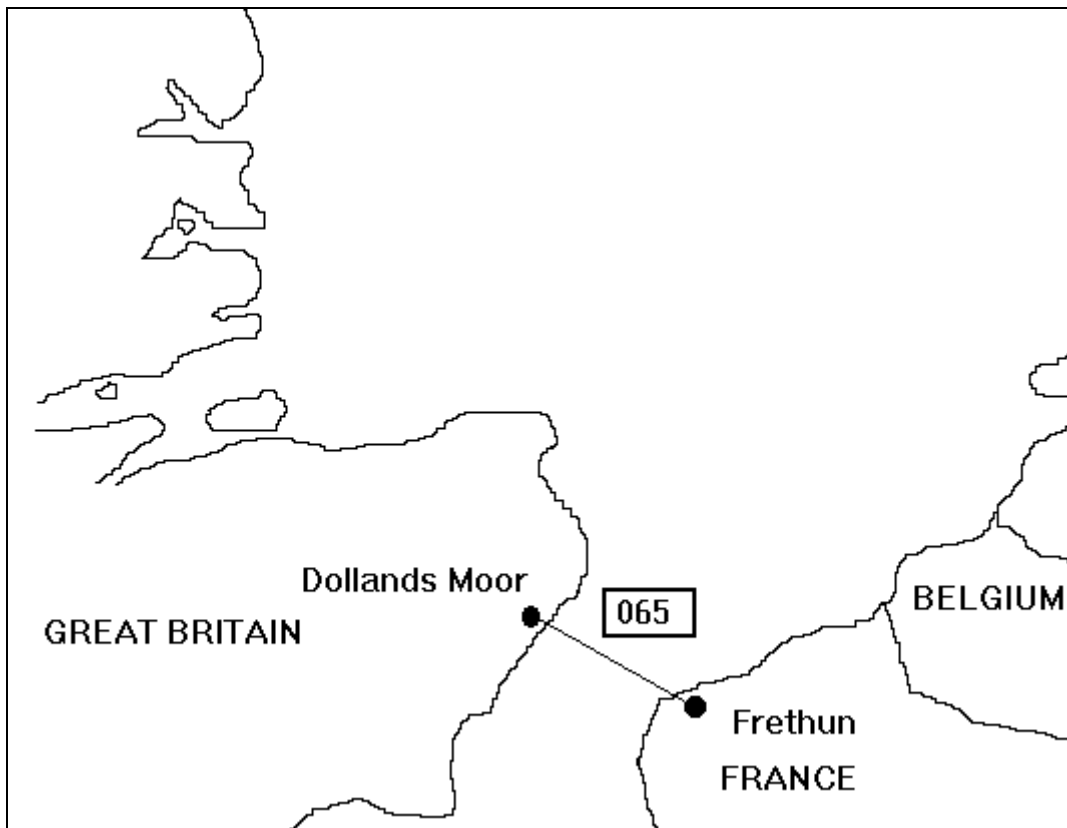 Dollands Moor
065
BELGIUM
GREAT BRITAIN
Frethun
FRANCE